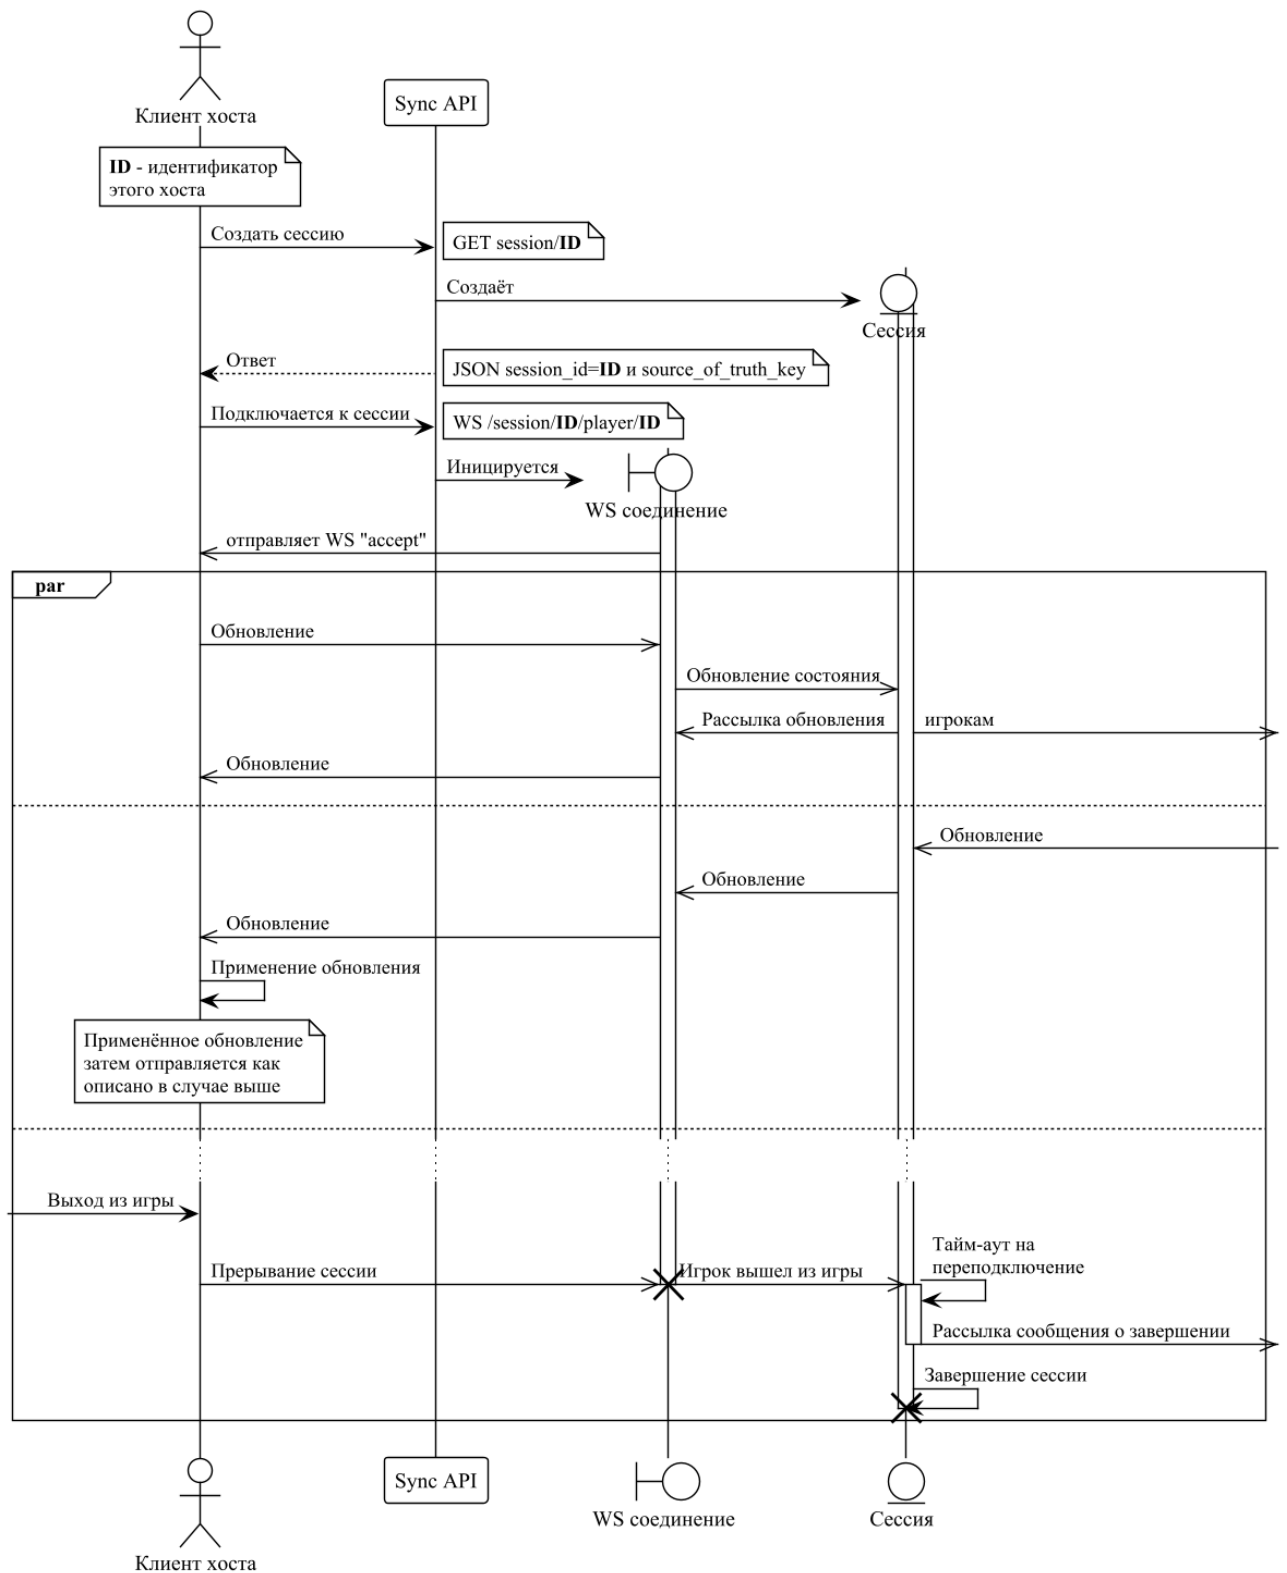 Клиент хоста
Sync API
ID - идентификатор
этого хоста
Создать сессию
GET session/ID
Создаёт
Сессия
Ответ
JSON session_id=ID и source_of_truth_key
Подключается к сессии
WS /session/ID/player/ID
Иницируется
WS соединение
отправляет WS "accept"
par
Обновление
Обновление состояния
Рассылка обновления
игрокам
Обновление
Обновление
Обновление
Обновление
Применение обновления
Применённое обновление
затем отправляется как
описано в случае выше
Выход из игры
Прерывание сессии
Игрок вышел из игры
Тайм-аут на
переподключение
Рассылка сообщения о завершении
Завершение сессии
Клиент хоста
Sync API
WS соединение
Сессия